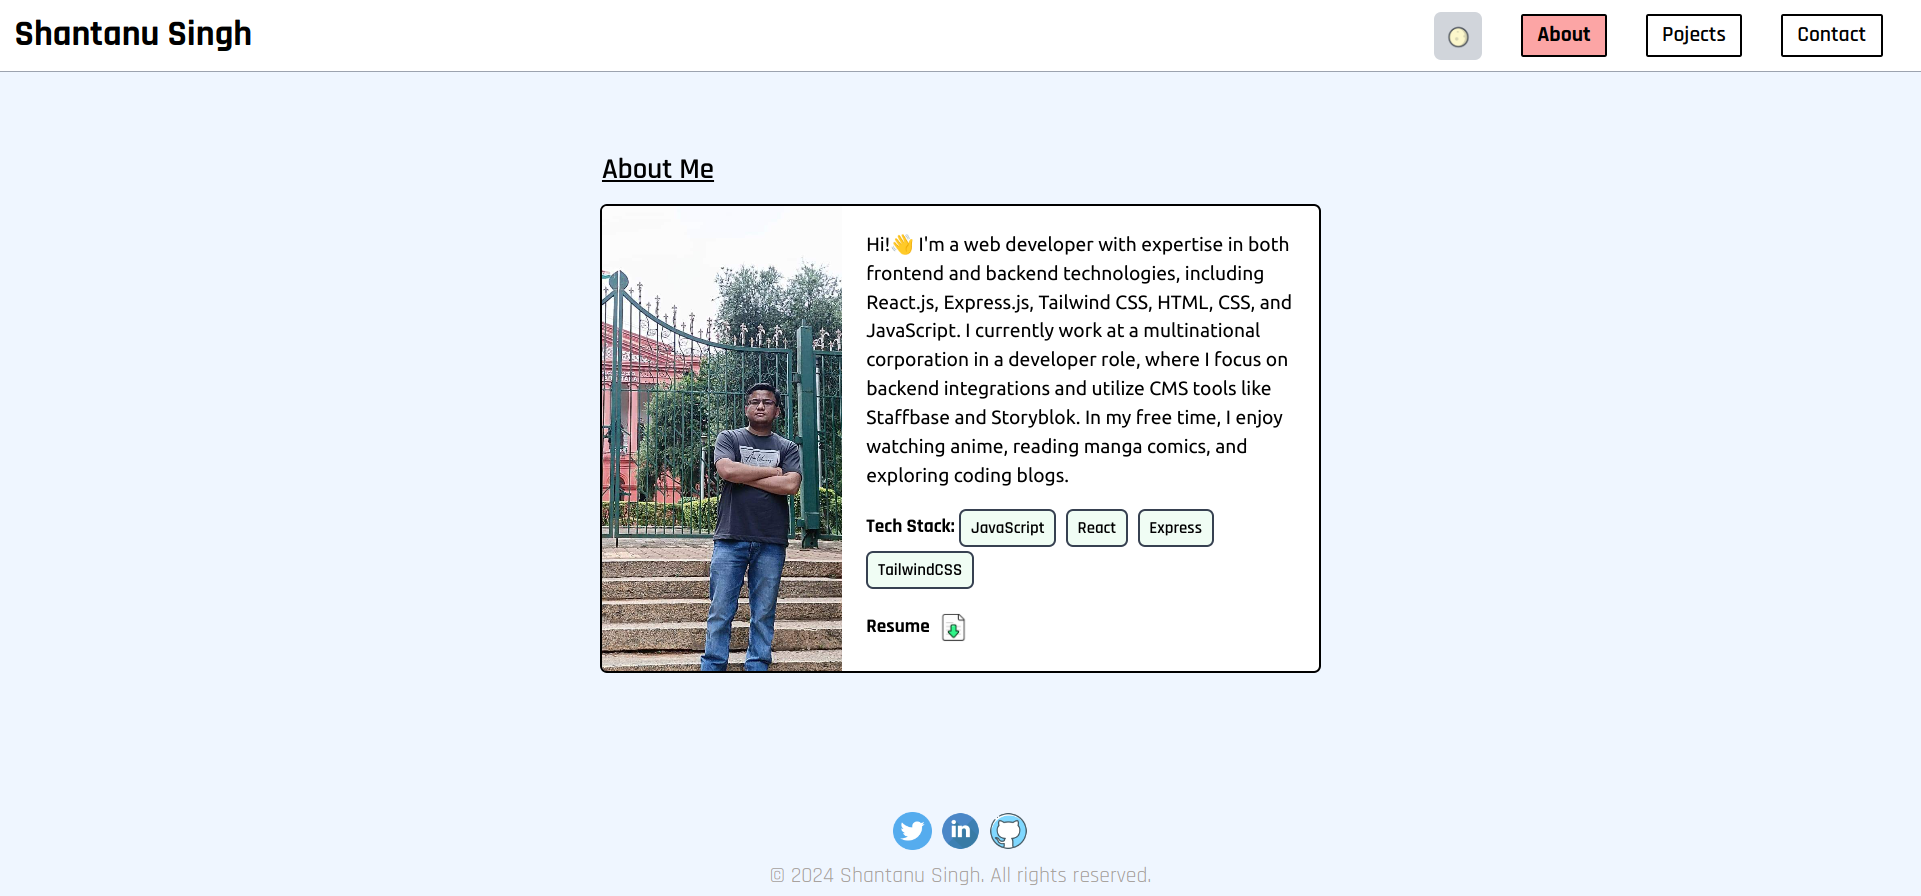 Shantanu Singh
About
Pojects
Contact
About Me
Hi!👋 I'm a web developer with expertise in both
frontend and backend technologies, including
React.js, Express.js, Tailwind CSS, HTML, CSS, and
JavaScript. I currently work at a multinational
corporation in a developer role, where I focus on
backend integrations and utilize CMS tools like
Staffbase and Storyblok. In my free time, I enjoy
watching anime, reading manga comics, and
exploring coding blogs.
Tech Stack: JavaScript React Express
TailwindCSS
Resume
in
© 2024 Shantanu Singh. All rights reserved.